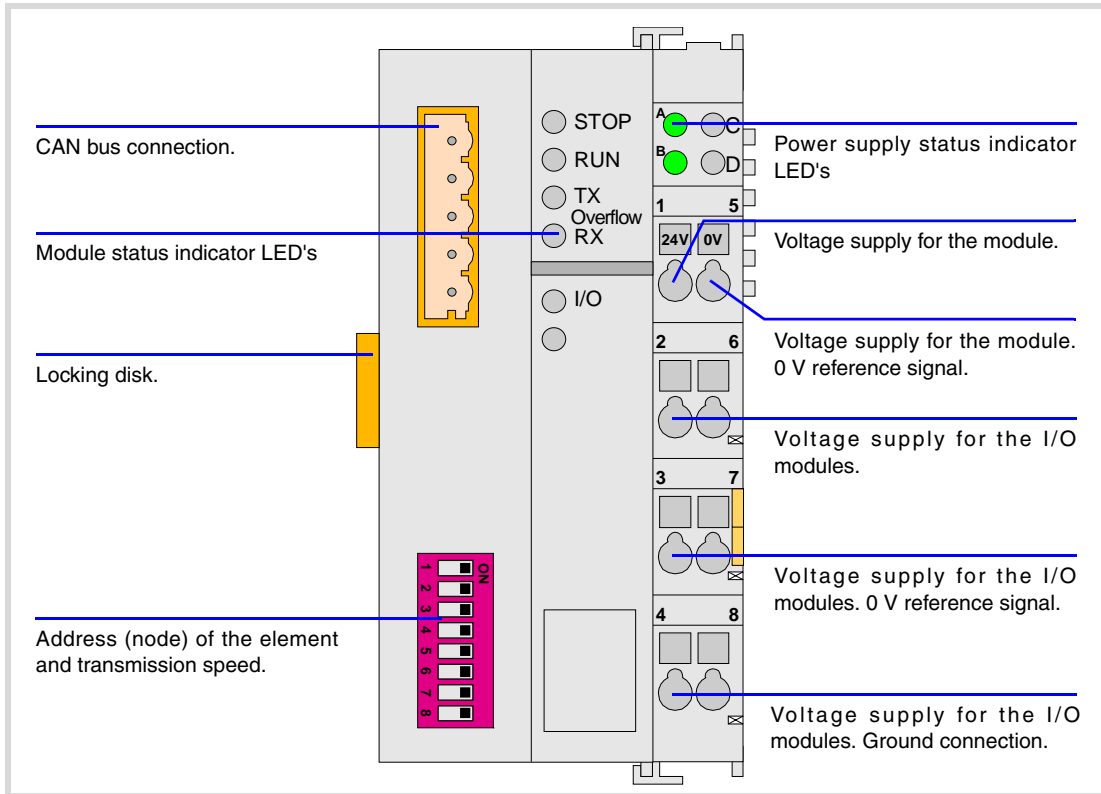 CAN bus connection.
Module status indicator LED's
Locking disk.
Address (node) of the element
and transmission speed.
ON
1
2
3
4
5
6
7
8
STOP
RUN
TX
Overflow
RX
I/O
A
C
B
D
1 5
24V 0V
2 6
3 7
4 8
Power supply status indicator
LED's
Voltage supply for the module.
Voltage supply for the module.
0 V reference signal.
Voltage supply for the I/O
modules.
Voltage supply for the I/O
modules. 0 V reference signal.
Voltage supply for the I/O
modules. Ground connection.